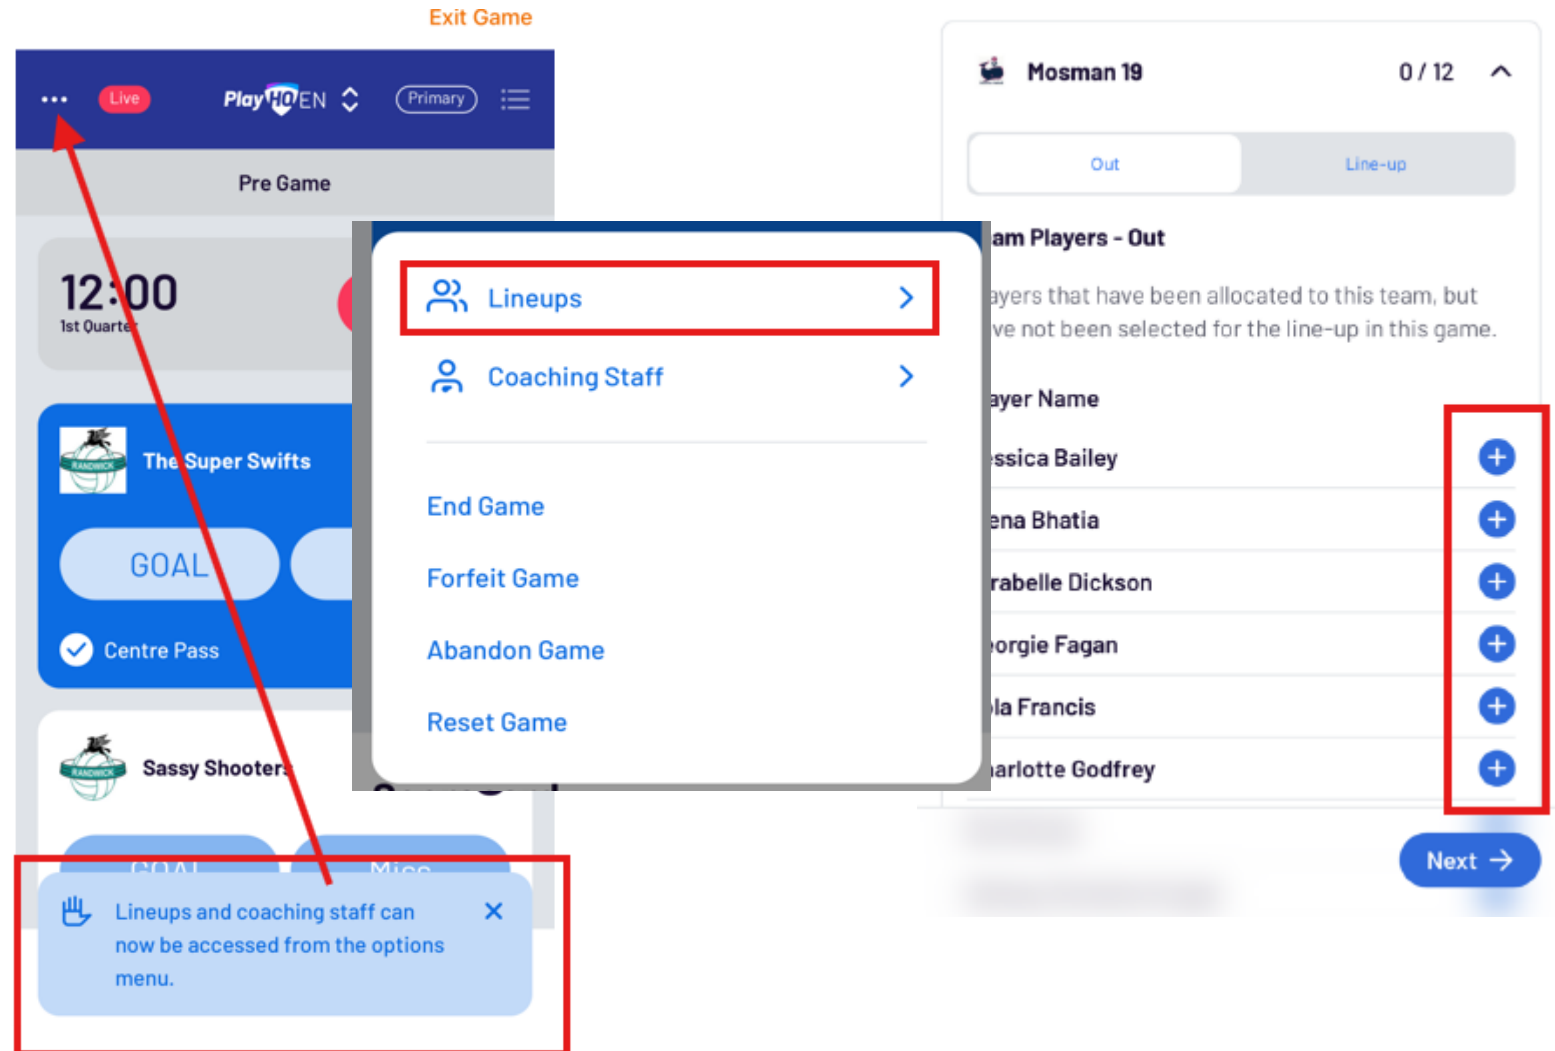 Exit Game
Live
PlayHQ EN
Primary
Pre Game
12:00
1st Quarter
RANDWICK
The Super Swifts
GOAL
Centre Pass
RANDWICK
Sassy Shooters
GOAL
Miss
Lineups and coaching staff can
now be accessed from the options
menu.
Lineups
Coaching Staff
End Game
Forfeit Game
Abandon Game
Reset Game
Mosman 19
0 / 12
Out
Line-up
am Players - Out
ayers that have been allocated to this team, but
ve not been selected for the line-up in this game.
ayer Name
ssica Bailey
ena Bhatia
rabelle Dickson
orgie Fagan
la Francis
arlotte Godfrey
Next